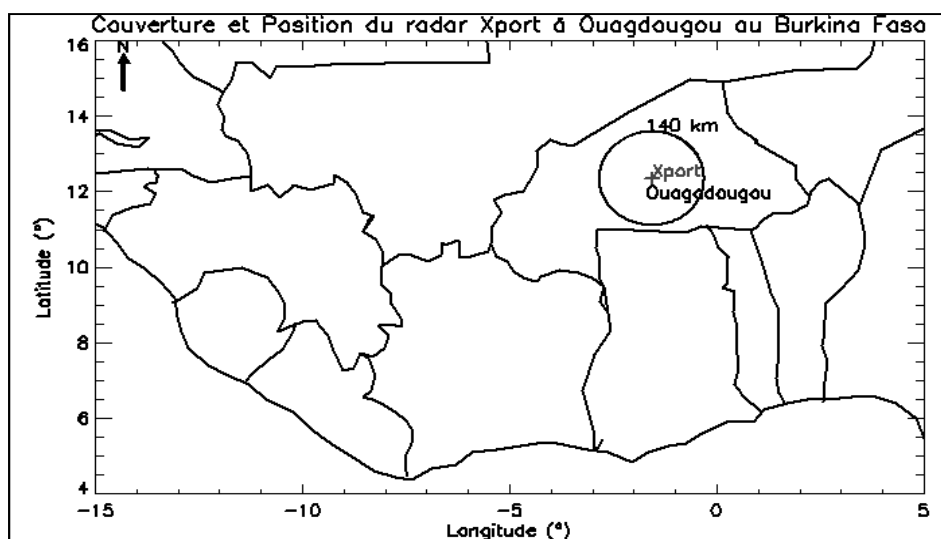 Couverture et Position du radar Xport à Ouagdougou au Burkina Faso
N
16
14
140 km
Xport
12
Ouagadougou
10
8
6
4
-15
-10
-5
0
5
Latitude (°)
Longitude (°)